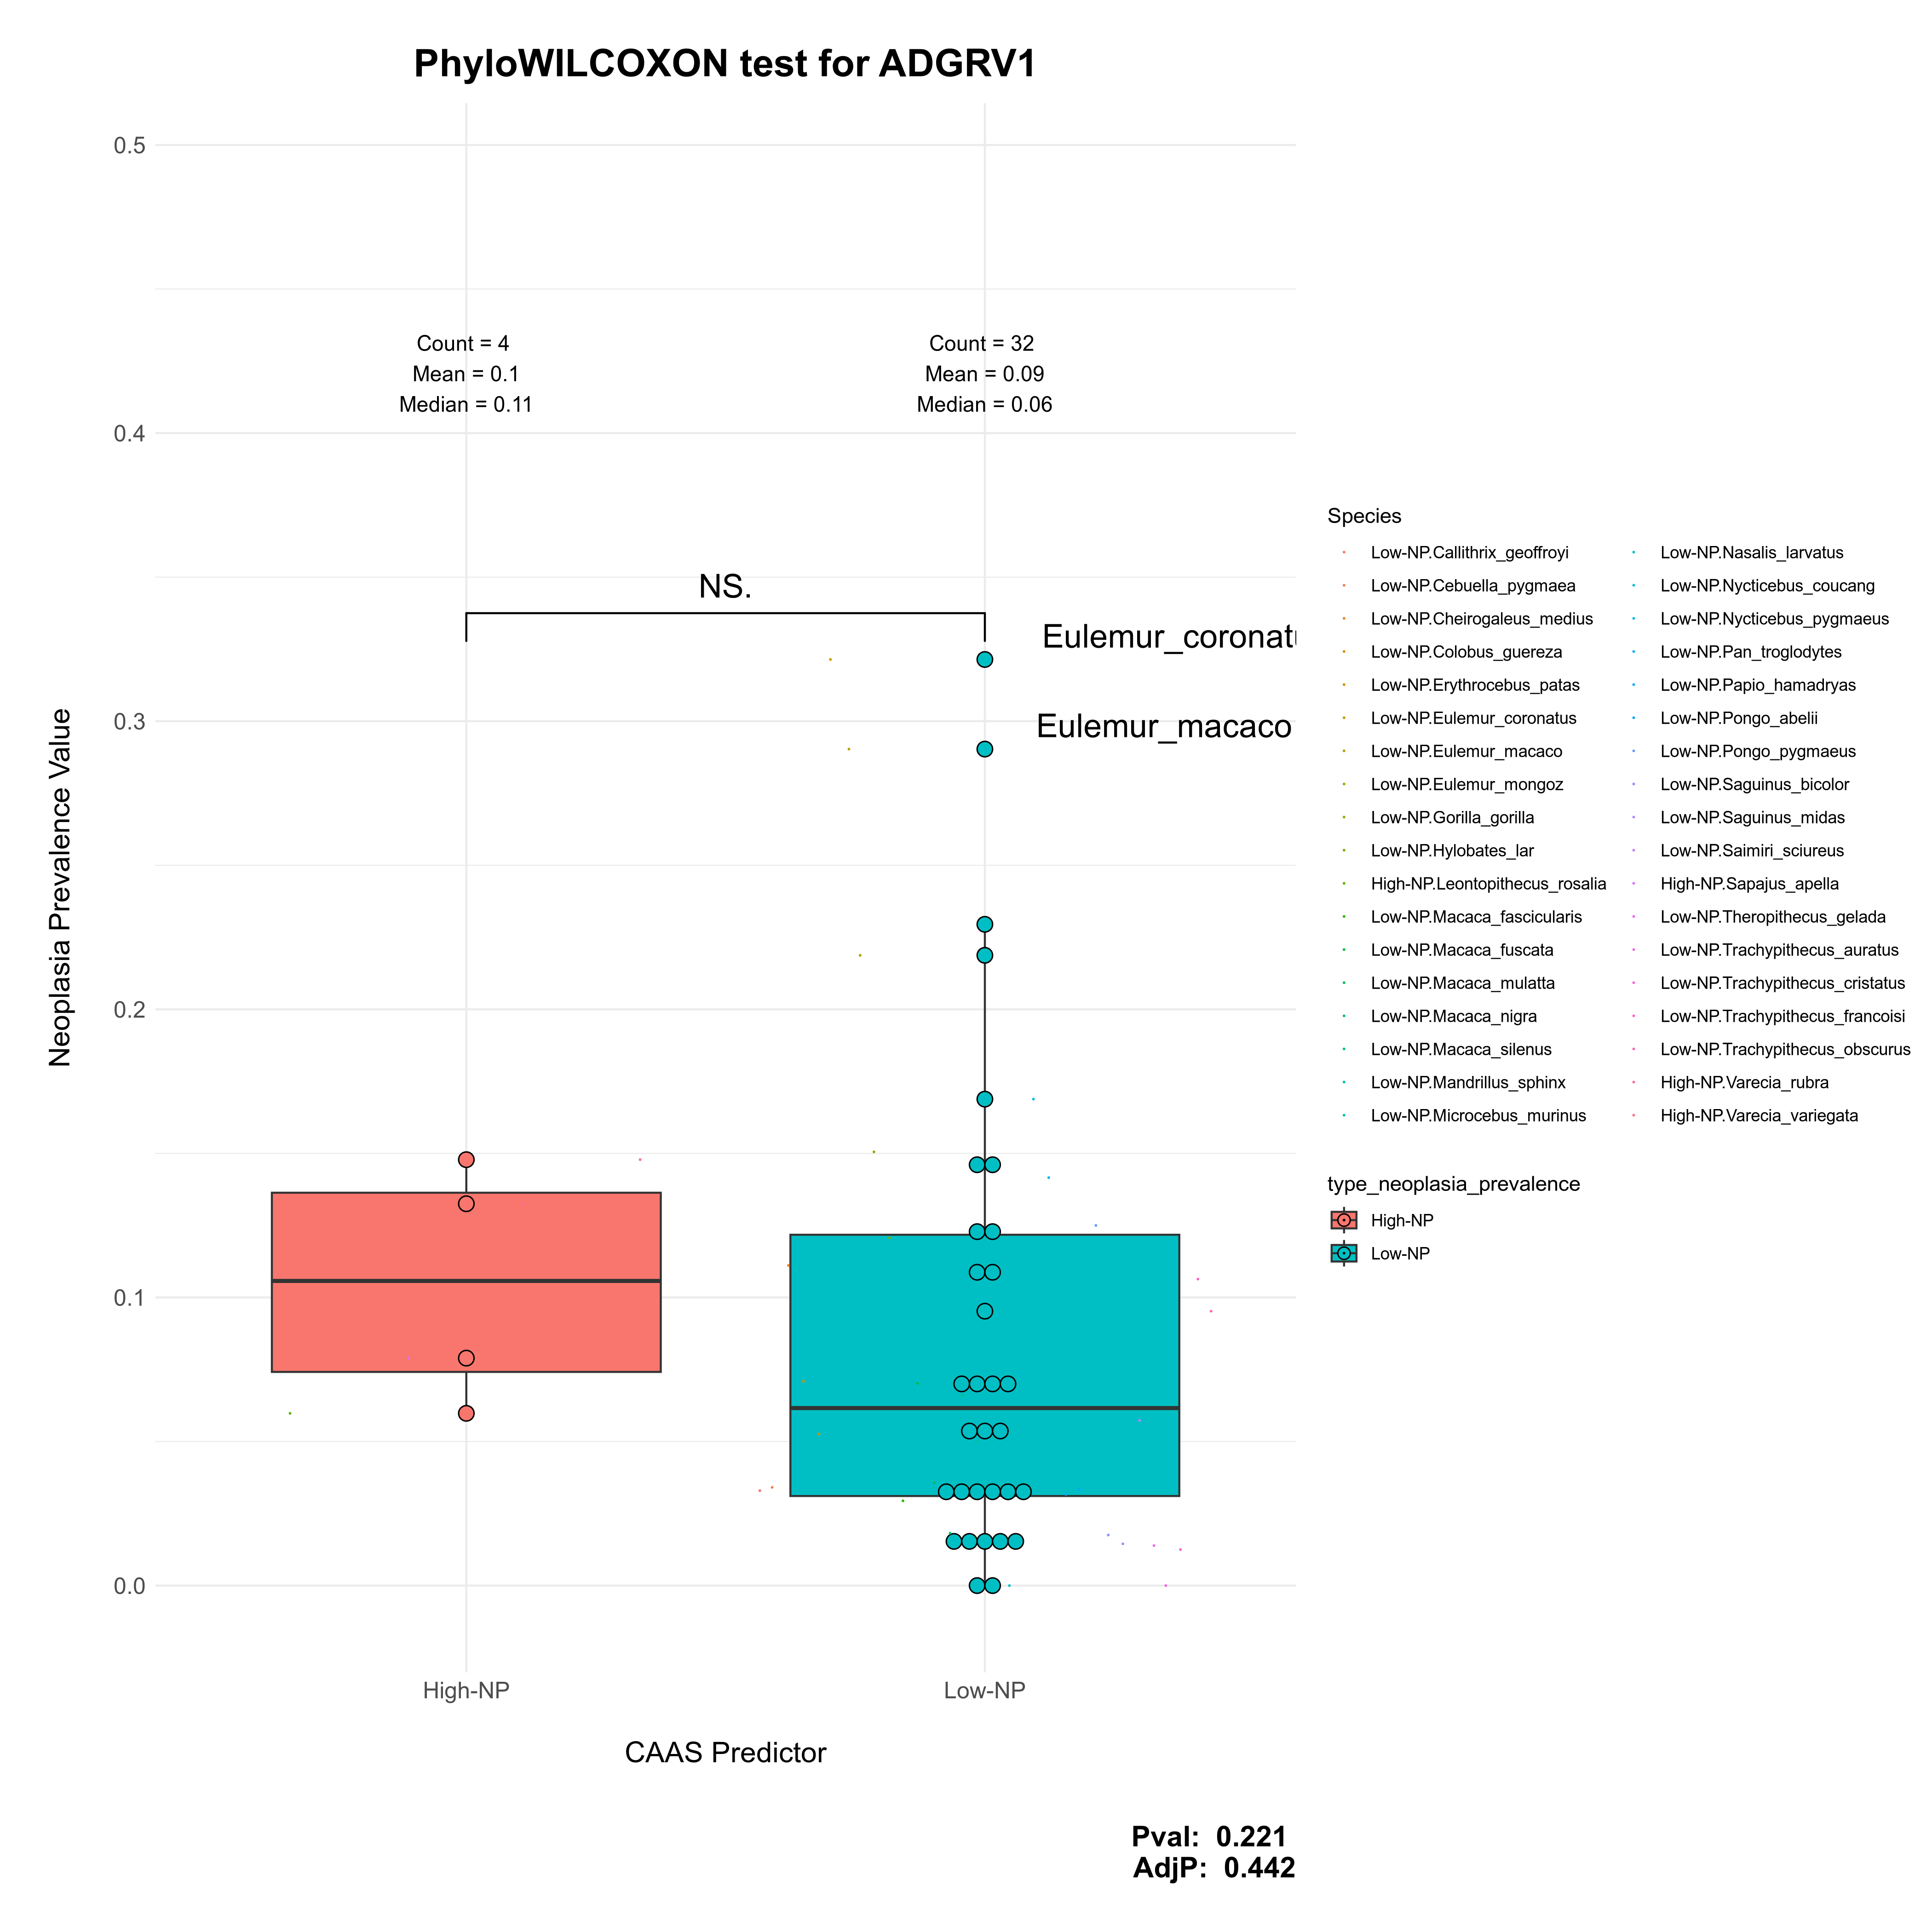 PhyloWILCOXON test for ADGRV1
Neoplasia Prevalence Value
0.5
0.4
0.3
0.2
0.1
0.0
Count = 4
Mean = 0.1
Median = 0.11
Count = 32
Mean = 0.09
Median = 0.06
NS.
Eulemur_coronatu
Eulemur_macaco
High-NP
Low-NP
CAAS Predictor
Pval: 0.221
AdjP: 0.442
Species
Low-NP.Callithrix_geoffroyi
Low-NP.Cebuella_pygmaea
Low-NP.Cheirogaleus_medius
Low-NP.Colobus_guereza
Low-NP.Erythrocebus_patas
Low-NP.Eulemur_coronatus
Low-NP.Eulemur_macaco
Low-NP.Eulemur_mongoz
Low-NP.Gorilla_gorilla
Low-NP.Hylobates_lar
High-NP.Leontopithecus_rosalia
Low-NP.Macaca_fascicularis
Low-NP.Macaca_fuscata
Low-NP.Macaca_mulatta
Low-NP.Macaca_nigra
Low-NP.Macaca_silenus
Low-NP.Mandrillus_sphinx
Low-NP.Microcebus_murinus
Low-NP.Nasalis_larvatus
Low-NP.Nycticebus_coucang
Low-NP.Nycticebus_pygmaeus
Low-NP.Pan_troglodytes
Low-NP.Papio_hamadryas
Low-NP.Pongo_abelii
Low-NP.Pongo_pygmaeus
Low-NP.Saguinus_bicolor
Low-NP.Saguinus_midas
Low-NP.Saimiri_sciureus
High-NP.Sapajus_apella
Low-NP.Theropithecus_gelada
Low-NP.Trachypithecus_auratus
Low-NP.Trachypithecus_cristatus
Low-NP.Trachypithecus_francoisi
Low-NP.Trachypithecus_obscurus
High-NP.Varecia_rubra
High-NP.Varecia_variegata
type_neoplasia_prevalence
High-NP
Low-NP